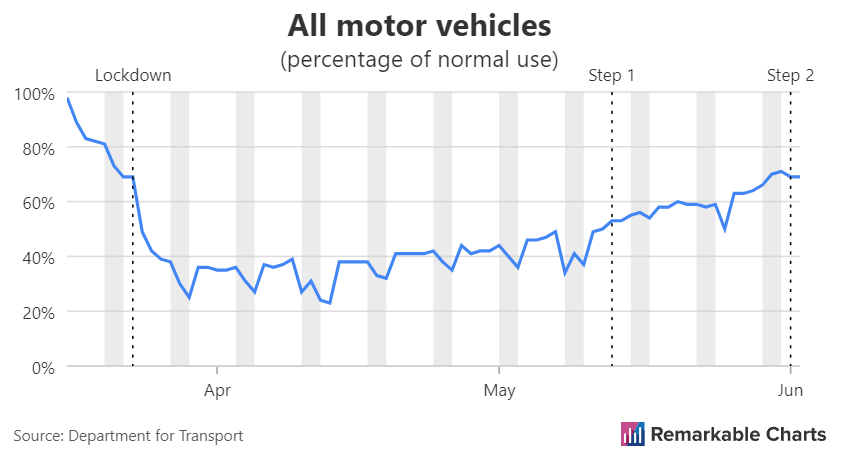 All motor vehicles
(percentage of normal use)
Lockdown
Step 1
Step 2
100%
80%
60%
40%
20%
0%
Apr
May
Jun
Source: Department for Transport
Remarkable Charts